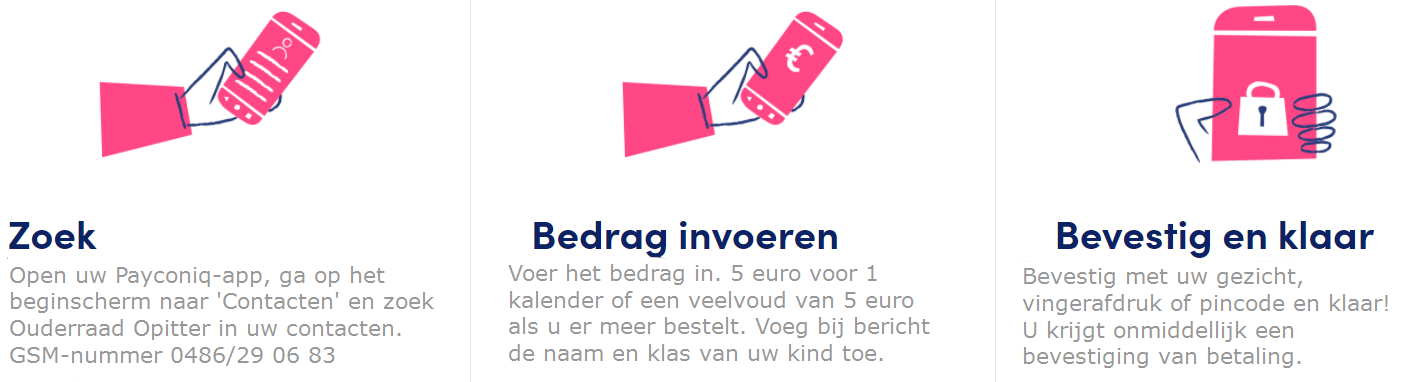 Zoek
Open uw Payconiq-app, ga op het
beginscherm naar 'Contacten' en zoek
Ouderraad Opitter in uw contacten.
GSM-nummer 0486/29 06 83
Bedrag invoeren
Voer het bedrag in. 5 euro voor 1
kalender of een veelvoud van 5 euro
als u er meer bestelt. Voeg bij bericht
de naam en klas van uw kind toe.
Bevestig en klaar
Bevestig met uw gezicht,
vingerafdruk of pincode en klaar!
U krijgt onmiddellijk een
bevestiging van betaling.